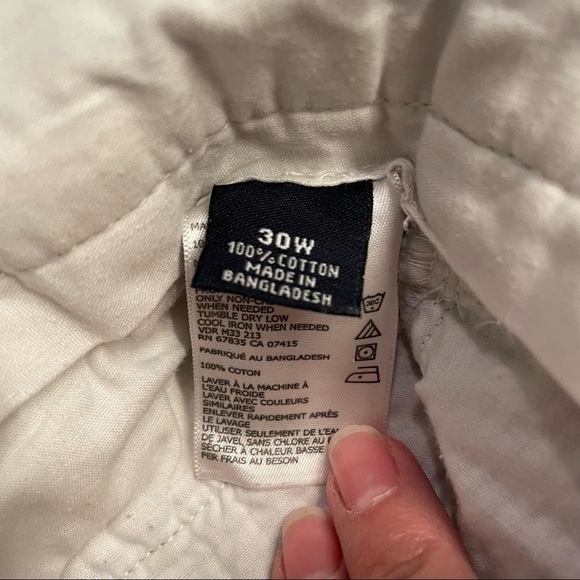 30W
100% COTTON
MADE IN
BANGLADESH
MA
ONLY NON-C
WHEN NEEDED
TUMBLE DRY LOW
COOL IRON WHEN NEEDED
VDR M33 213
RN 67835 CA 07415
FABRIQUÉ AU BANGLADESH
100% COTON
LAVER À LA MACHINE À
L'EAU FROIDE
LAVER AVEC COULEURS
SIMILAIRES
ENLEVER RAPIDEMENT APRÈS
LE LAVAGE
UTILISER SEULEMENT DE L'EA
DE JAVEL SANS CHLORE AU
SÉCHER À CHALEUR BASSE
FER FRAIS AU BESOIN
30C